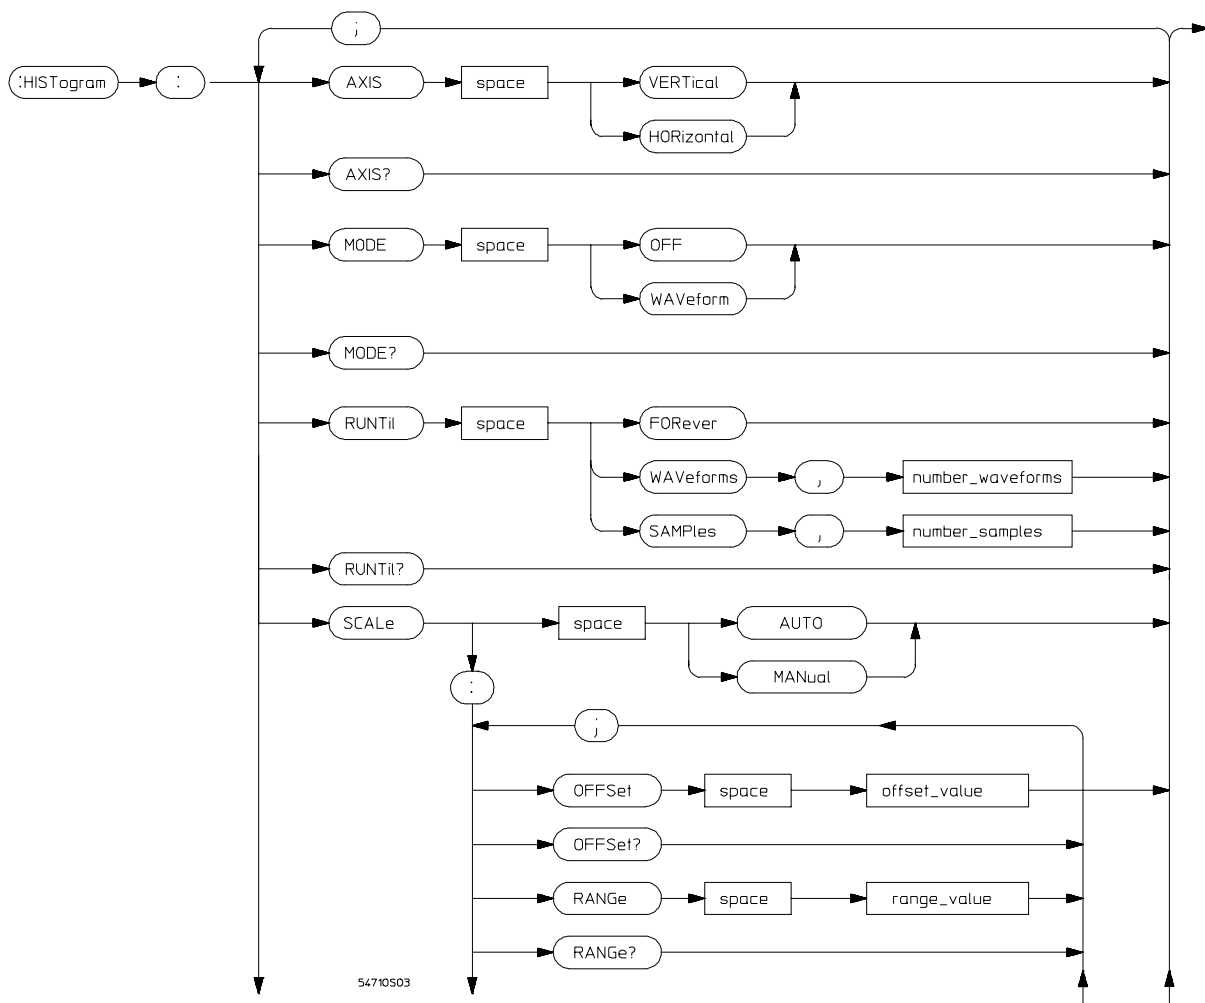 ;
:HISTogram : AXIS space VERTical
HORizontal
AXIS?
MODE space OFF
WAVeform
MODE?
RUNTil space FORever
WAVeforms , number_waveforms
SAMPles , number_samples
RUNTil?
SCALe space AUTO
MANual
:
;
OFFSet space offset_value
OFFSet?
RANGe space range_value
RANGe?
54710S03